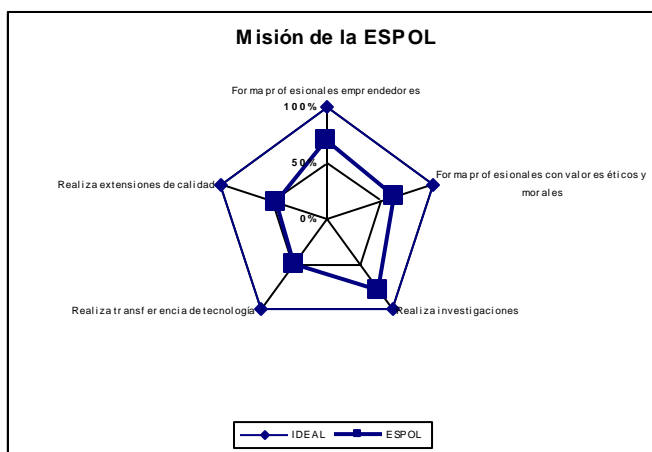 Misión de la ESPOL
Forma profesionales emprendedores
100%
50%
Realiza extensiones de calidad
Forma profesionales con valores éticos y
morales
0%
Realiza transferencia de tecnología
Realiza investigaciones
IDEAL
ESPOL